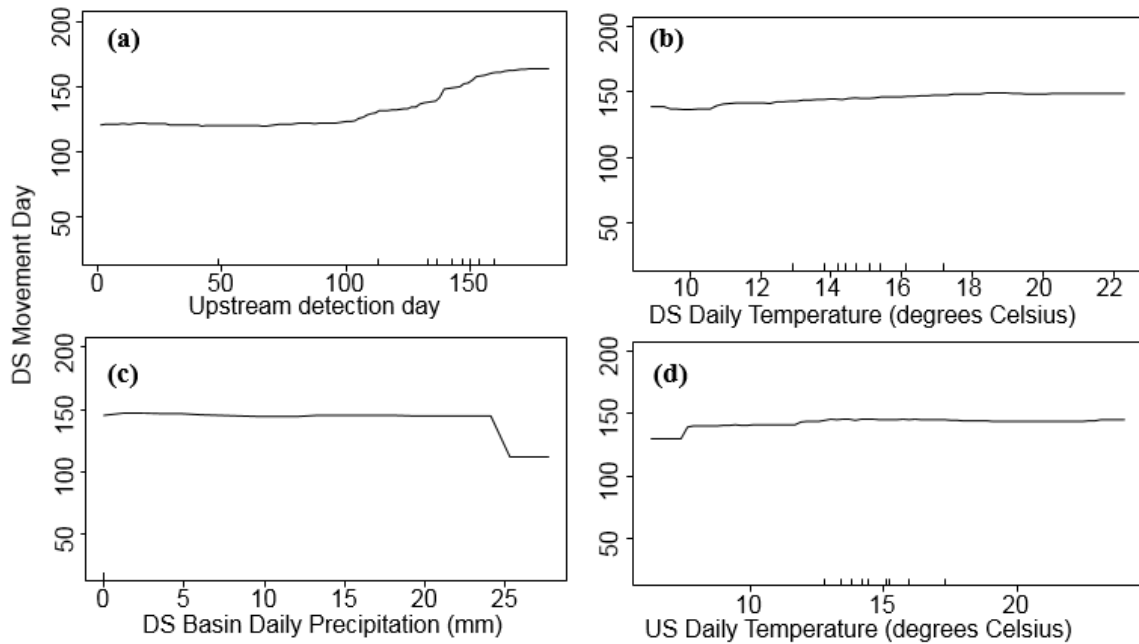 DS Movement Day
(a)
200
150
100
50
0 50 100 150
Upstream detection day
(b)
200
150
100
50
10 12 14 16 18 20 22
DS Daily Temperature (degrees Celsius)
(c)
200
150
100
50
0 5 10 15 20 25
DS Basin Daily Precipitation (mm)
(d)
200
150
100
50
10 15 20
US Daily Temperature (degrees Celsius)